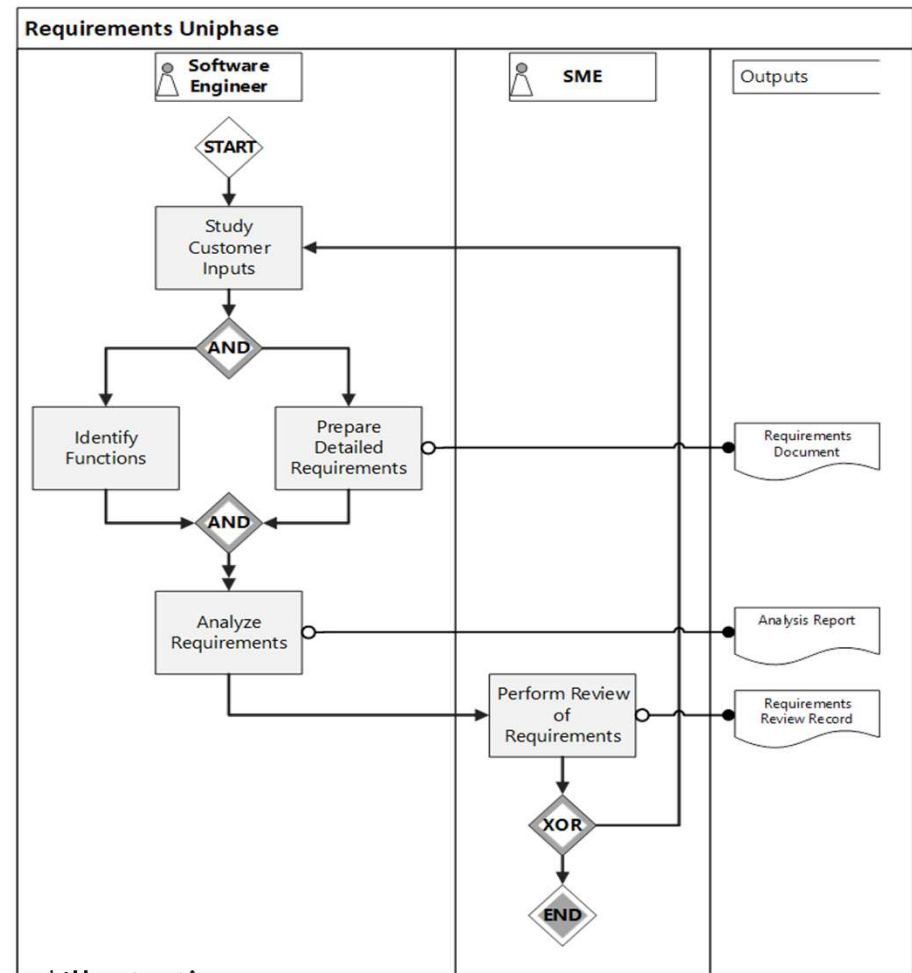 Requirements Uniphase
Software
Engineer
SME
Outputs
START
Study
Customer
Inputs
AND
Identify
Functions
Prepare
Detailed
Requirements
Requirements
Document
AND
Analyze
Requirements
Analysis Report
Perform Review
of
Requirements
Requirements
Review Record
XOR
END